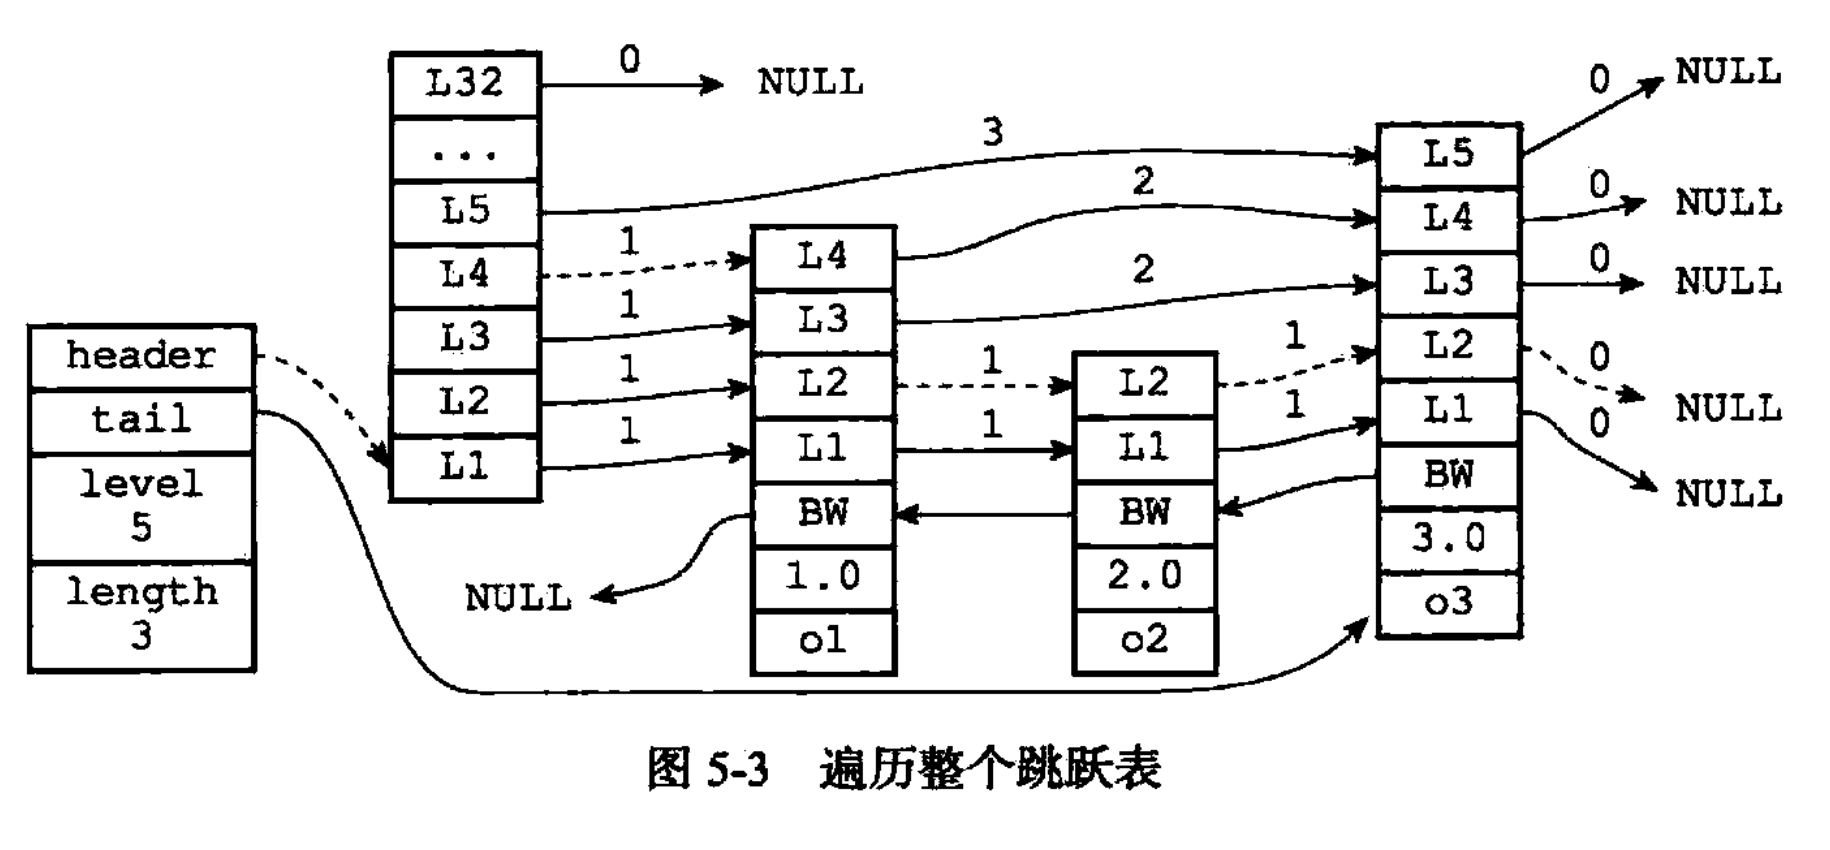 header
tail
level
5
length
3
L32
...
L5
L4
L3
L2
L1
0
NULL
3
1
1
1
1
L4
L3
L2
L1
BW
1.0
o1
NULL
2
2
1
1
L2
L1
BW
2.0
o2
1
1
L5
L4
L3
L2
L1
BW
3.0
o3
0
NULL
0
NULL
0
NULL
0
NULL
0
NULL
图 5-3 遍历整个跳跃表